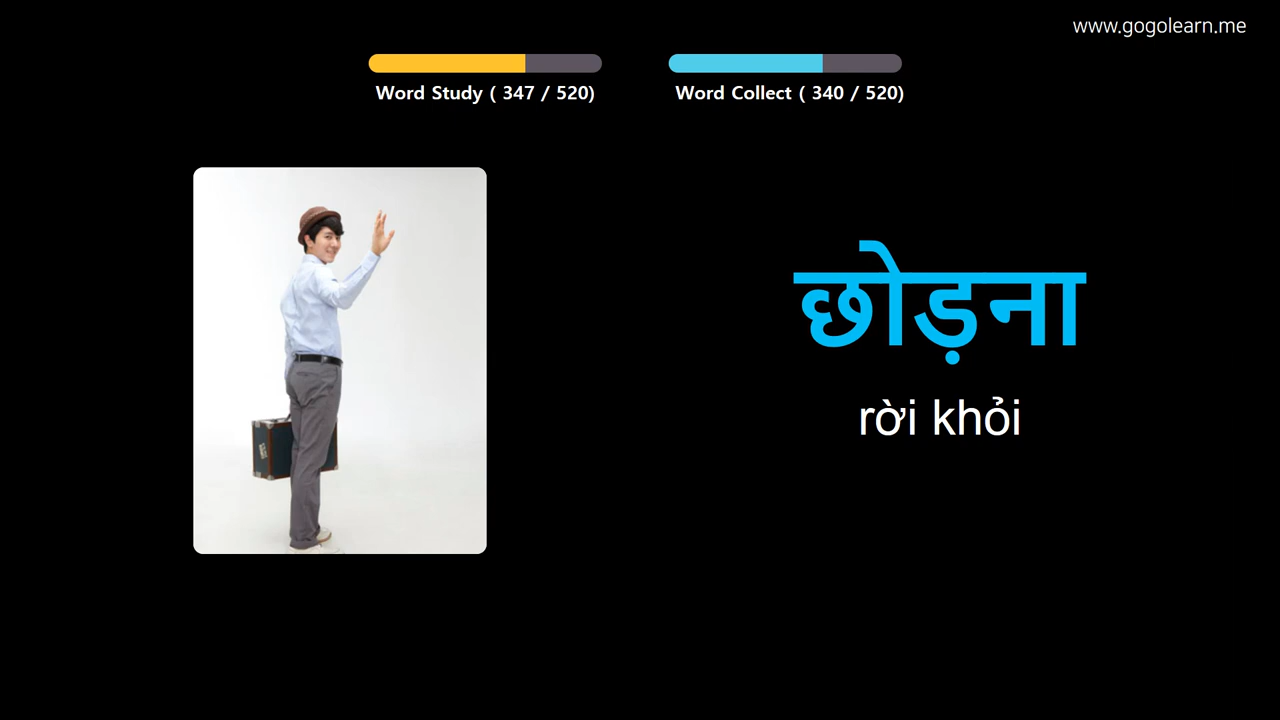 www.gogolearn.me
Word Study ( 347 / 520)
Word Collect ( 340 / 520)
छोड़ना
rời khỏi